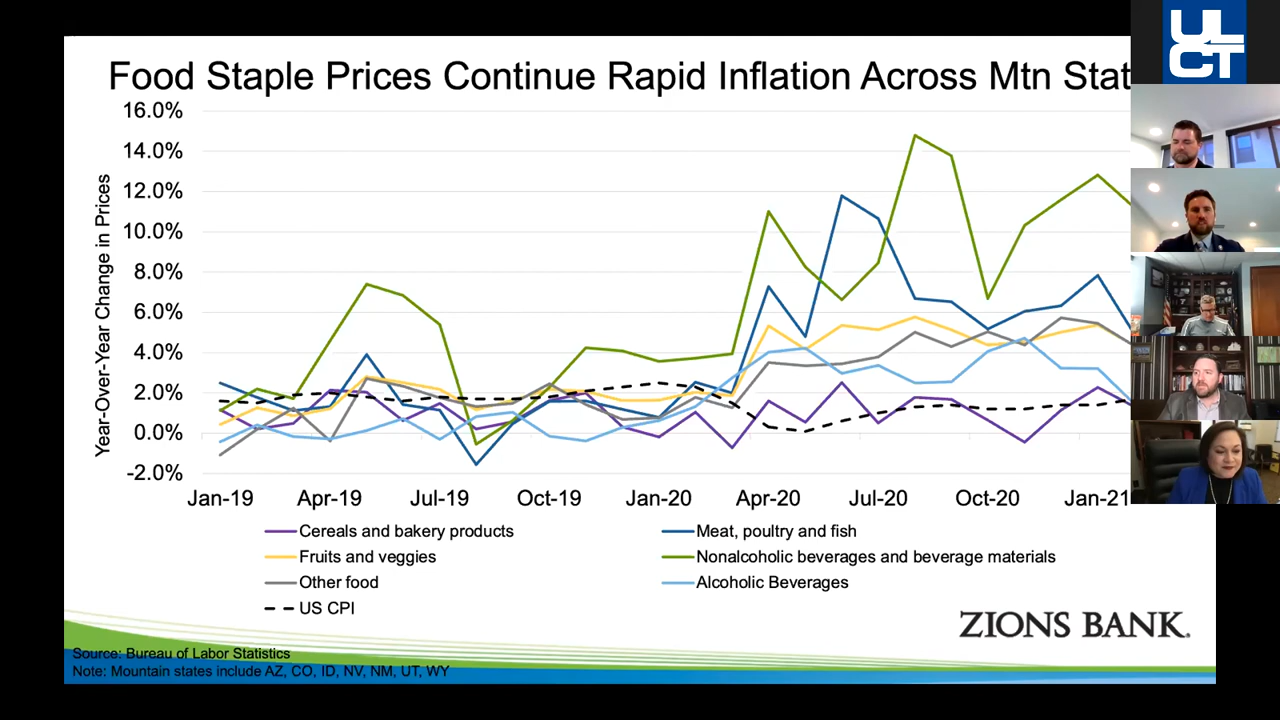 Food Staple Prices Continue Rapid Inflation Across Mtn Stat
UL
CT
Year-Over-Year Change in Prices
16.0%
14.0%
12.0%
10.0%
8.0%
6.0%
4.0%
2.0%
0.0%
-2.0%
Jan-19 Apr-19 Jul-19 Oct-19 Jan-20 Apr-20 Jul-20 Oct-20 Jan-21
Cereals and bakery products Meat, poultry and fish
Fruits and veggies Nonalcoholic beverages and beverage materials
Other food Alcoholic Beverages
US CPI
ZIONS BANK.
Source: Bureau of Labor Statistics
Note: Mountain states include AZ, CO, ID, NV, NM, UT, WY